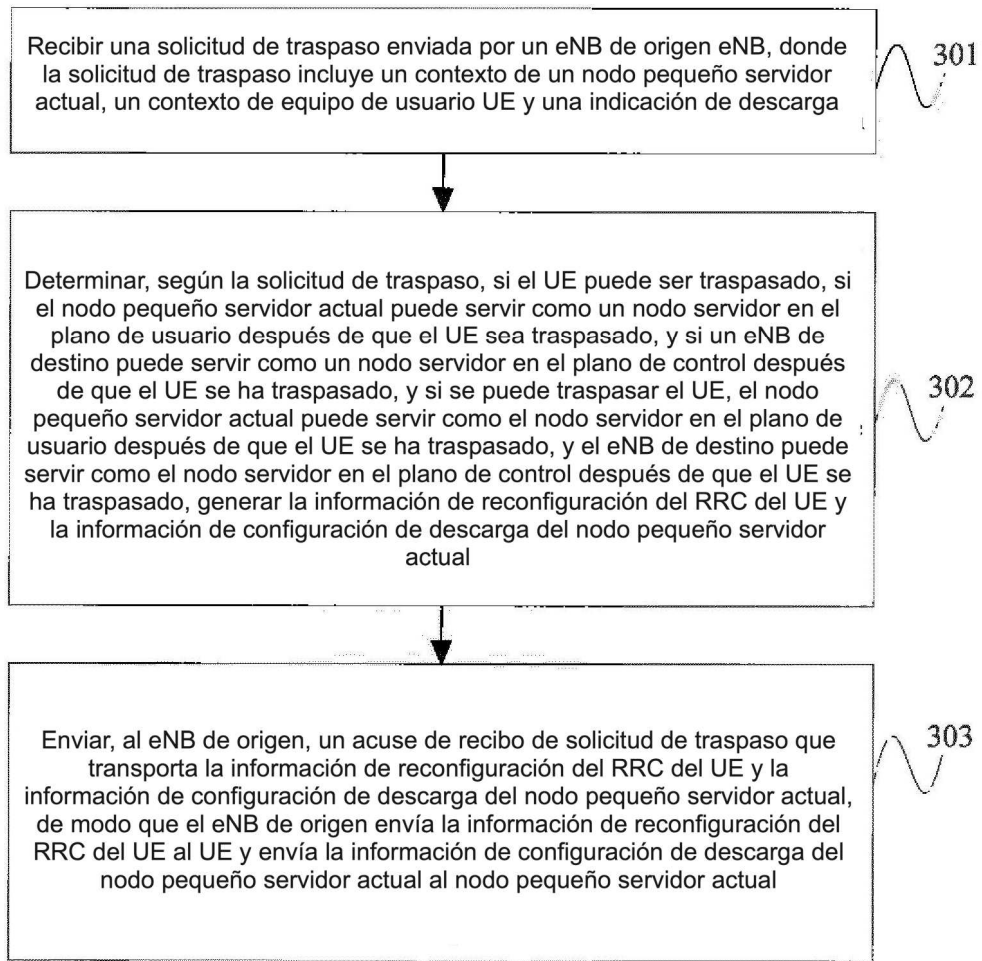 Recibir una solicitud de traspaso enviada por un eNB de origen eNB, donde
la solicitud de traspaso incluye un contexto de un nodo pequeño servidor
actual, un contexto de equipo de usuario UE y una indicación de descarga
301
Determinar, según la solicitud de traspaso, si el UE puede ser traspasado, si
el nodo pequeño servidor actual puede servir como un nodo servidor en el
plano de usuario después de que el UE sea traspasado, y si un eNB de
destino puede servir como un nodo servidor en el plano de control después
de que el UE se ha traspasado, y si se puede traspasar el UE, el nodo
pequeño servidor actual puede servir como el nodo servidor en el plano de
usuario después de que el UE se ha traspasado, y el eNB de destino puede
servir como el nodo servidor en el plano de control después de que el UE se
ha traspasado, generar la información de reconfiguración del RRC del UE y
la información de configuración de descarga del nodo pequeño servidor
actual
302
Enviar, al eNB de origen, un acuse de recibo de solicitud de traspaso que
transporta la información de reconfiguración del RRC del UE y la
información de configuración de descarga del nodo pequeño servidor actual,
de modo que el eNB de origen envía la información de reconfiguración del
RRC del UE al UE y envía la información de configuración de descarga del
nodo pequeño servidor actual al nodo pequeño servidor actual
303